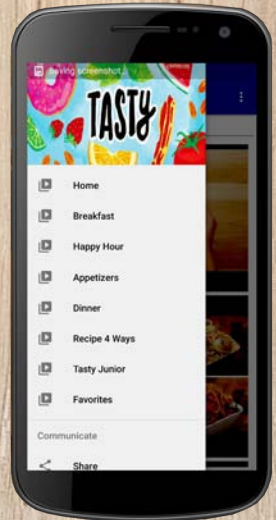 Saving screenshot...
TASTY
Home
Breakfast
Happy Hour
Appetizers
Dinner
Recipe 4 Ways
Tasty Junior
Favorites
Communicate
Share